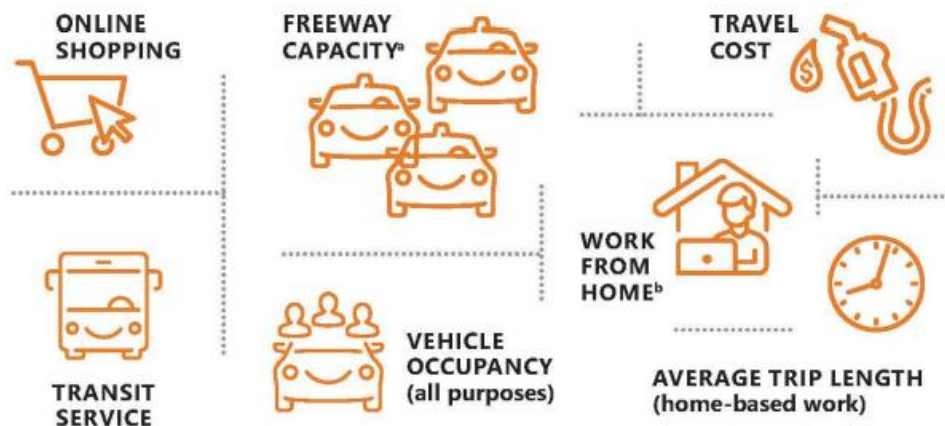 ONLINE
SHOPPING
FREEWAY
CAPACITYª
TRAVEL
COST
$
WORK
FROM
HOMEᵇ
VEHICLE
OCCUPANCY
(all purposes)
TRANSIT
SERVICE
AVERAGE TRIP LENGTH
(home-based work)